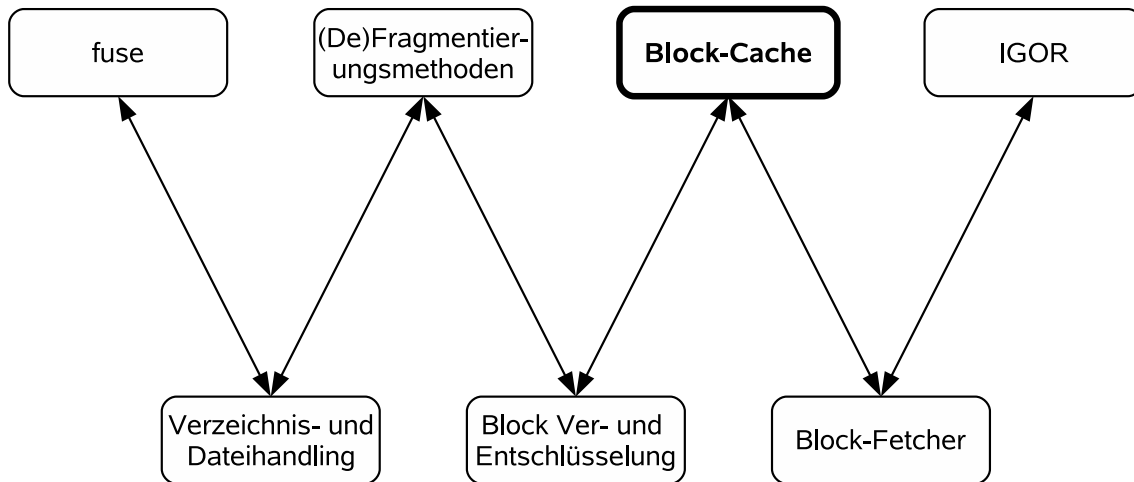 fuse
(De)Fragmentier-
ungsmethoden
Block-Cache
IGOR
Verzeichnis- und
Dateihandling
Block Ver- und
Entschlüsselung
Block-Fetcher